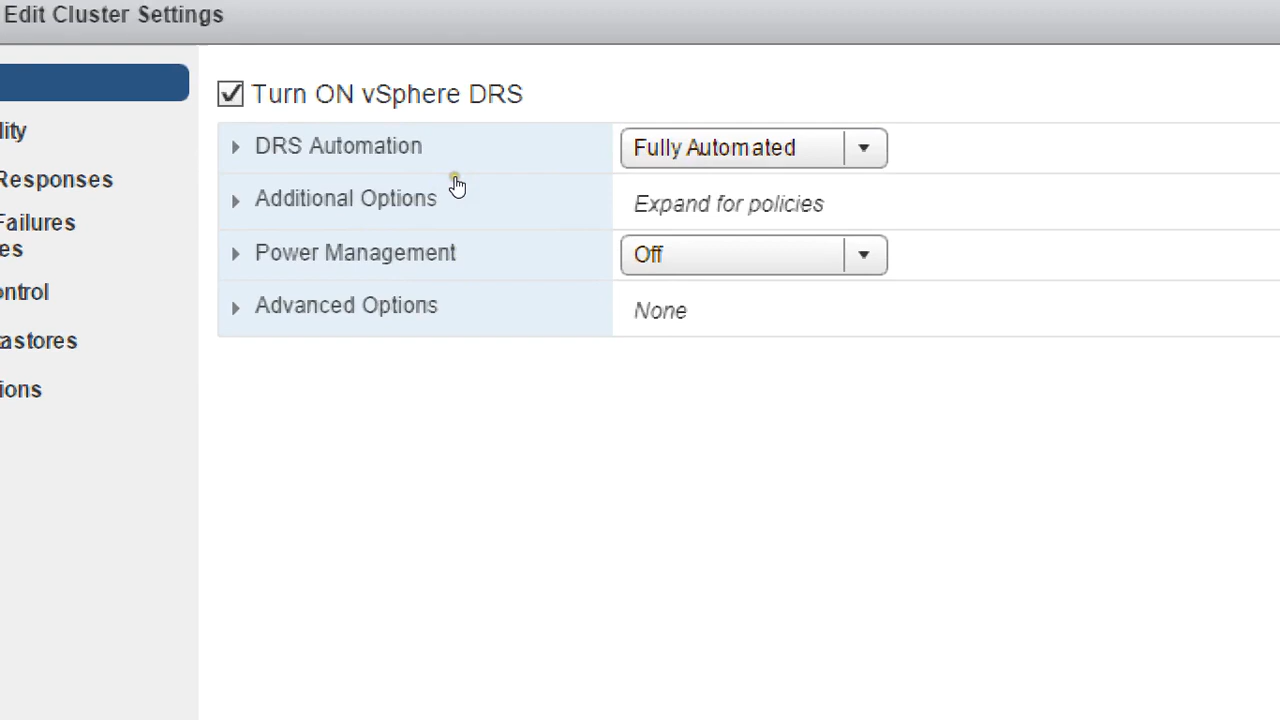 Edit Cluster Settings
lity
Responses
Failures
es
ontrol
astores
ions
Turn ON vSphere DRS
DRS Automation Fully Automated
Additional Options Expand for policies
Power Management Off
Advanced Options None